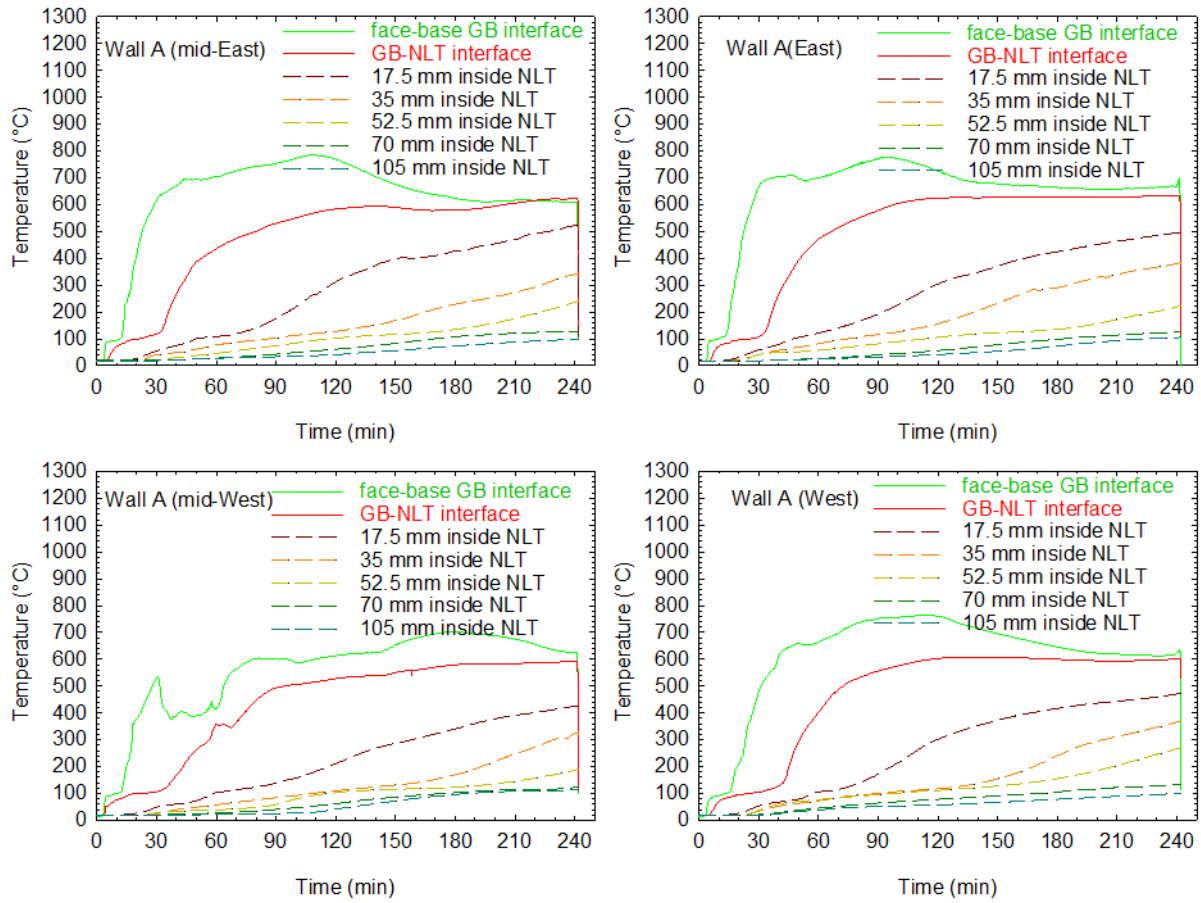 1300
1200
1100
1000
900
800
700
600
500
400
300
200
100
0
Temperature (°C)
Wall A (mid-East)
face-base GB interface
GB-NLT interface
17.5 mm inside NLT
35 mm inside NLT
52.5 mm inside NLT
70 mm inside NLT
105 mm inside NLT
0 30 60 90 120 150 180 210 240
Time (min)
1300
1200
1100
1000
900
800
700
600
500
400
300
200
100
0
Temperature (°C)
Wall A(East)
face-base GB interface
GB-NLT interface
17.5 mm inside NLT
35 mm inside NLT
52.5 mm inside NLT
70 mm inside NLT
105 mm inside NLT
0 30 60 90 120 150 180 210 240
Time (min)
1300
1200
1100
1000
900
800
700
600
500
400
300
200
100
0
Temperature (°C)
Wall A (mid-West)
face-base GB interface
GB-NLT interface
17.5 mm inside NLT
35 mm inside NLT
52.5 mm inside NLT
70 mm inside NLT
105 mm inside NLT
0 30 60 90 120 150 180 210 240
Time (min)
1300
1200
1100
1000
900
800
700
600
500
400
300
200
100
0
Temperature (°C)
Wall A (West)
face-base GB interface
GB-NLT interface
17.5 mm inside NLT
35 mm inside NLT
52.5 mm inside NLT
70 mm inside NLT
105 mm inside NLT
0 30 60 90 120 150 180 210 240
Time (min)